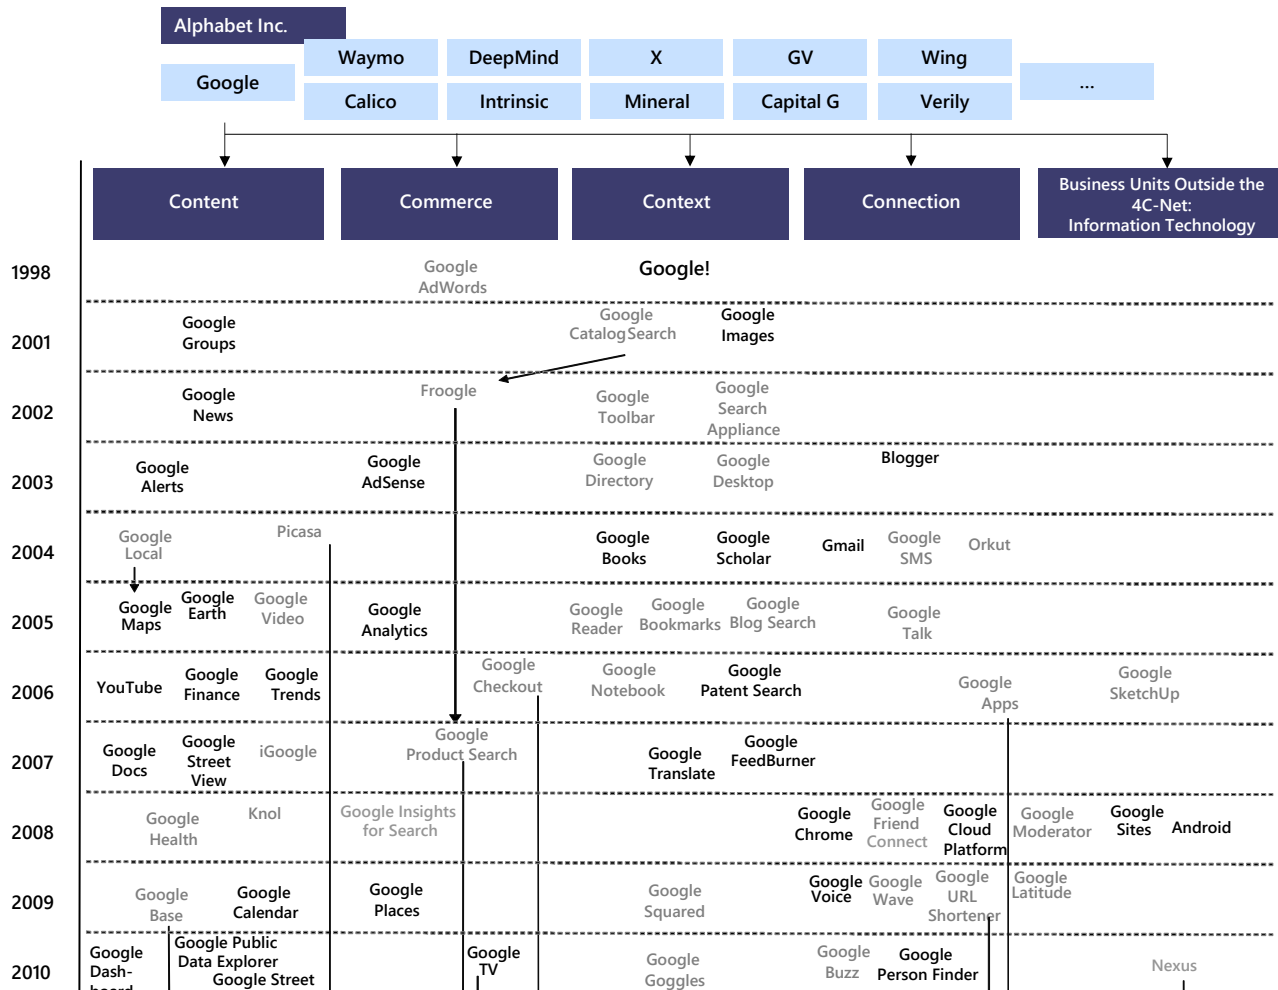 Alphabet Inc.
Google
Waymo
DeepMind
X
GV
Wing
...
Calico
Intrinsic
Mineral
Capital G
Verily
Content
Commerce
Context
Connection
Business Units Outside the
4C-Net:
Information Technology
1998
Google
AdWords
Google!
2001
Google
Groups
Google
CatalogSearch
Google
Images
2002
Google
News
Froogle
Google
Toolbar
Google
Search
Appliance
2003
Google
Alerts
Google
AdSense
Google
Directory
Google
Desktop
Blogger
2004
Google
Local
Picasa
Google
Books
Google
Scholar
Gmail
Google
SMS
Orkut
2005
Google
Maps
Google
Earth
Google
Video
Google
Analytics
Google
Reader
Google
Bookmarks
Google
Blog Search
Google
Talk
2006
YouTube
Google
Finance
Google
Trends
Google
Checkout
Google
Notebook
Google
Patent Search
Google
Apps
Google
SketchUp
2007
Google
Docs
Google
Street
View
iGoogle
Google
Product Search
Google
Translate
Google
FeedBurner
2008
Google
Health
Knol
Google Insights
for Search
Google
Chrome
Google
Friend
Connect
Google
Cloud
Platform
Google
Moderator
Google
Sites
Android
2009
Google
Base
Google
Calendar
Google
Places
Google
Squared
Google
Voice
Google
Wave
Google
URL
Shortener
Google
Latitude
2010
Google
Dash-
board
Google Public
Data Explorer
Google Street
Google
TV
Google
Goggles
Google
Buzz
Google
Person Finder
Nexus